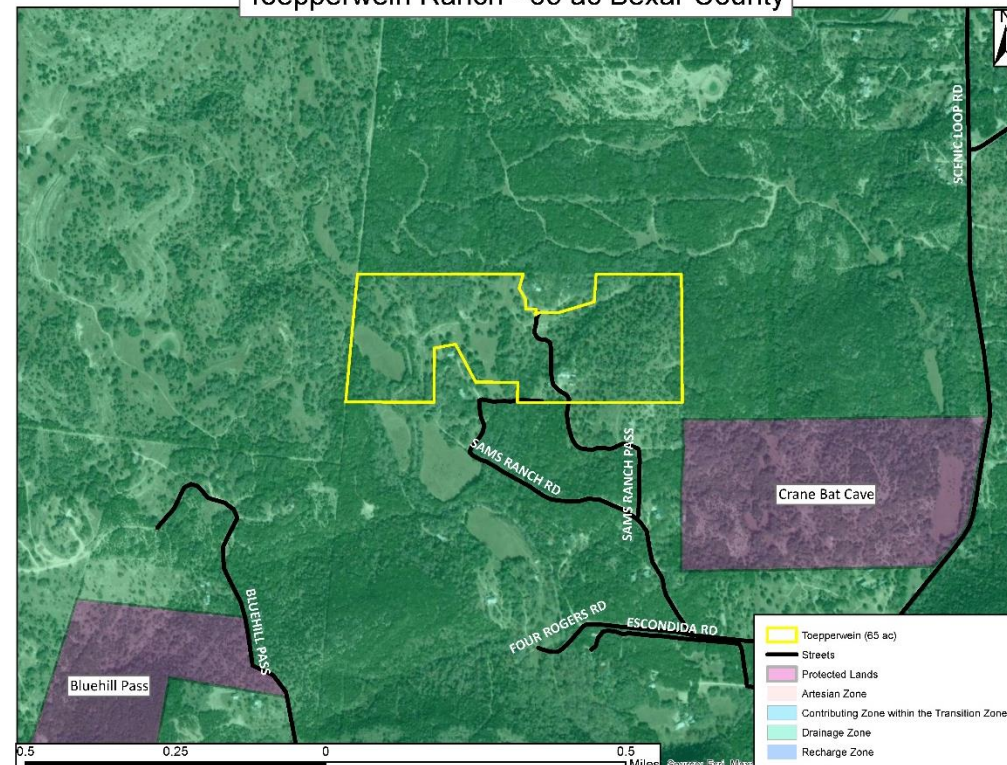 Toepperwein Ranch - 65 ac Bexar County
N
SCENIC LOOP RD
SAMS RANCH RD
SAMS RANCH PASS
Crane Bat Cave
BLUEHILL PASS
Bluehill Pass
FOUR ROGERS RD
ESCONDIDA RD
Toepperwein (65 ac)
Streets
Protected Lands
Artesian Zone
Contributing Zone within the Transition Zone
Drainage Zone
Recharge Zone
0.5 0.25 0 0.5
Miles